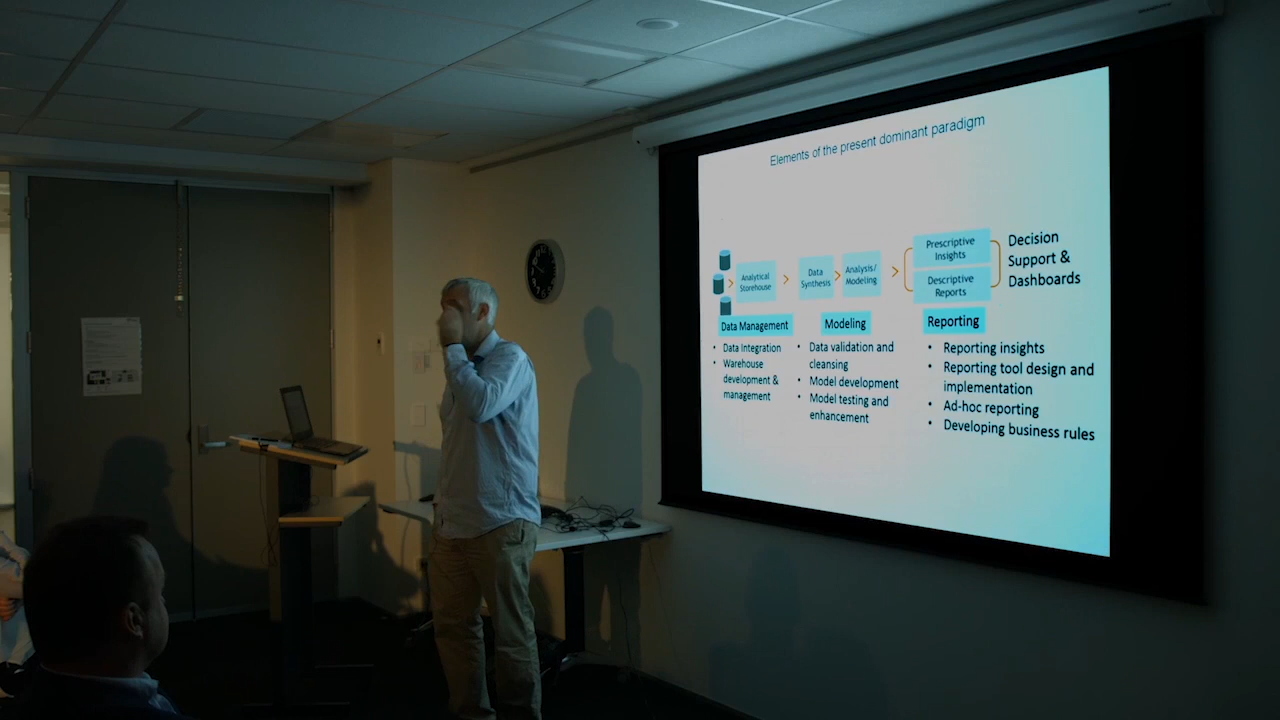 Elements of the present dominant paradigm
Analytical
Storehouse
Data
Synthesis
Analysis/
Modeling
Prescriptive
Insights
Descriptive
Reports
Decision
Support &
Dashboards
Data Management
• Data Integration
• Warehouse
development &
management
Modeling
• Data validation and
cleansing
• Model development
• Model testing and
enhancement
Reporting
• Reporting insights
• Reporting tool design and
implementation
• Ad-hoc reporting
• Developing business rules